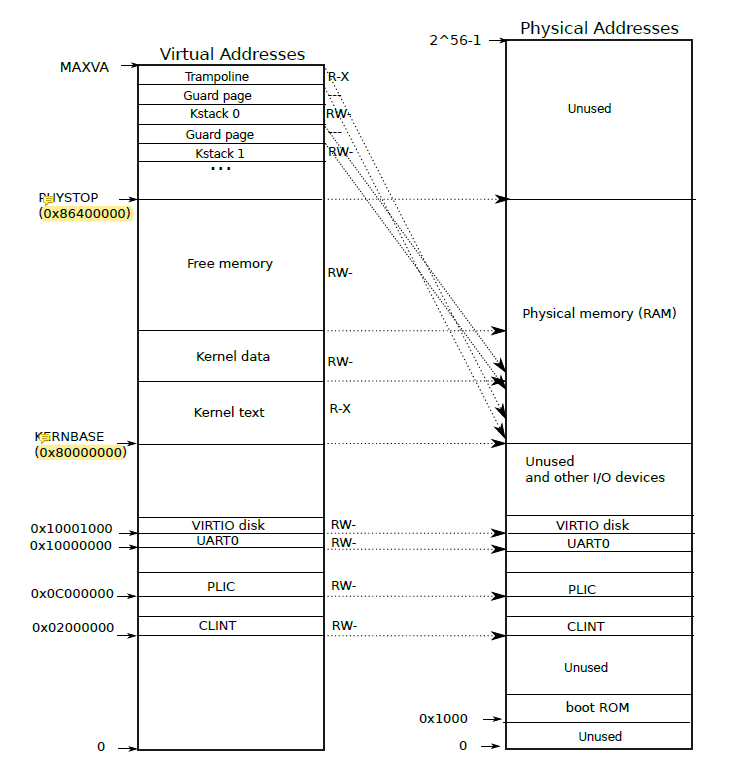 Physical Addresses
2^56-1
Virtual Addresses
MAXVA
Trampoline
R-X
Guard page
---
Unused
Kstack 0
RW-
Guard page
---
Kstack 1
RW-
...
PHYSTOP
(0x86400000)
Free memory
RW-
Physical memory (RAM)
Kernel data
RW-
Kernel text
R-X
KERNBASE
(0x80000000)
Unused
and other I/O devices
0x10001000
VIRTIO disk
RW-
VIRTIO disk
0x10000000
UART0
RW-
UART0
0x0C000000
PLIC
RW-
PLIC
0x02000000
CLINT
RW-
CLINT
Unused
boot ROM
0x1000
Unused
0
0